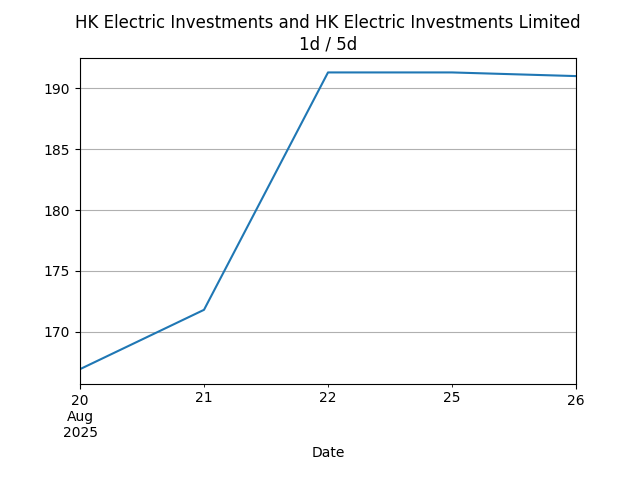 HK Electric Investments and HK Electric Investments Limited
1d / 5d
190
185
180
175
170
20
Aug
2025
21
22
25
26
Date